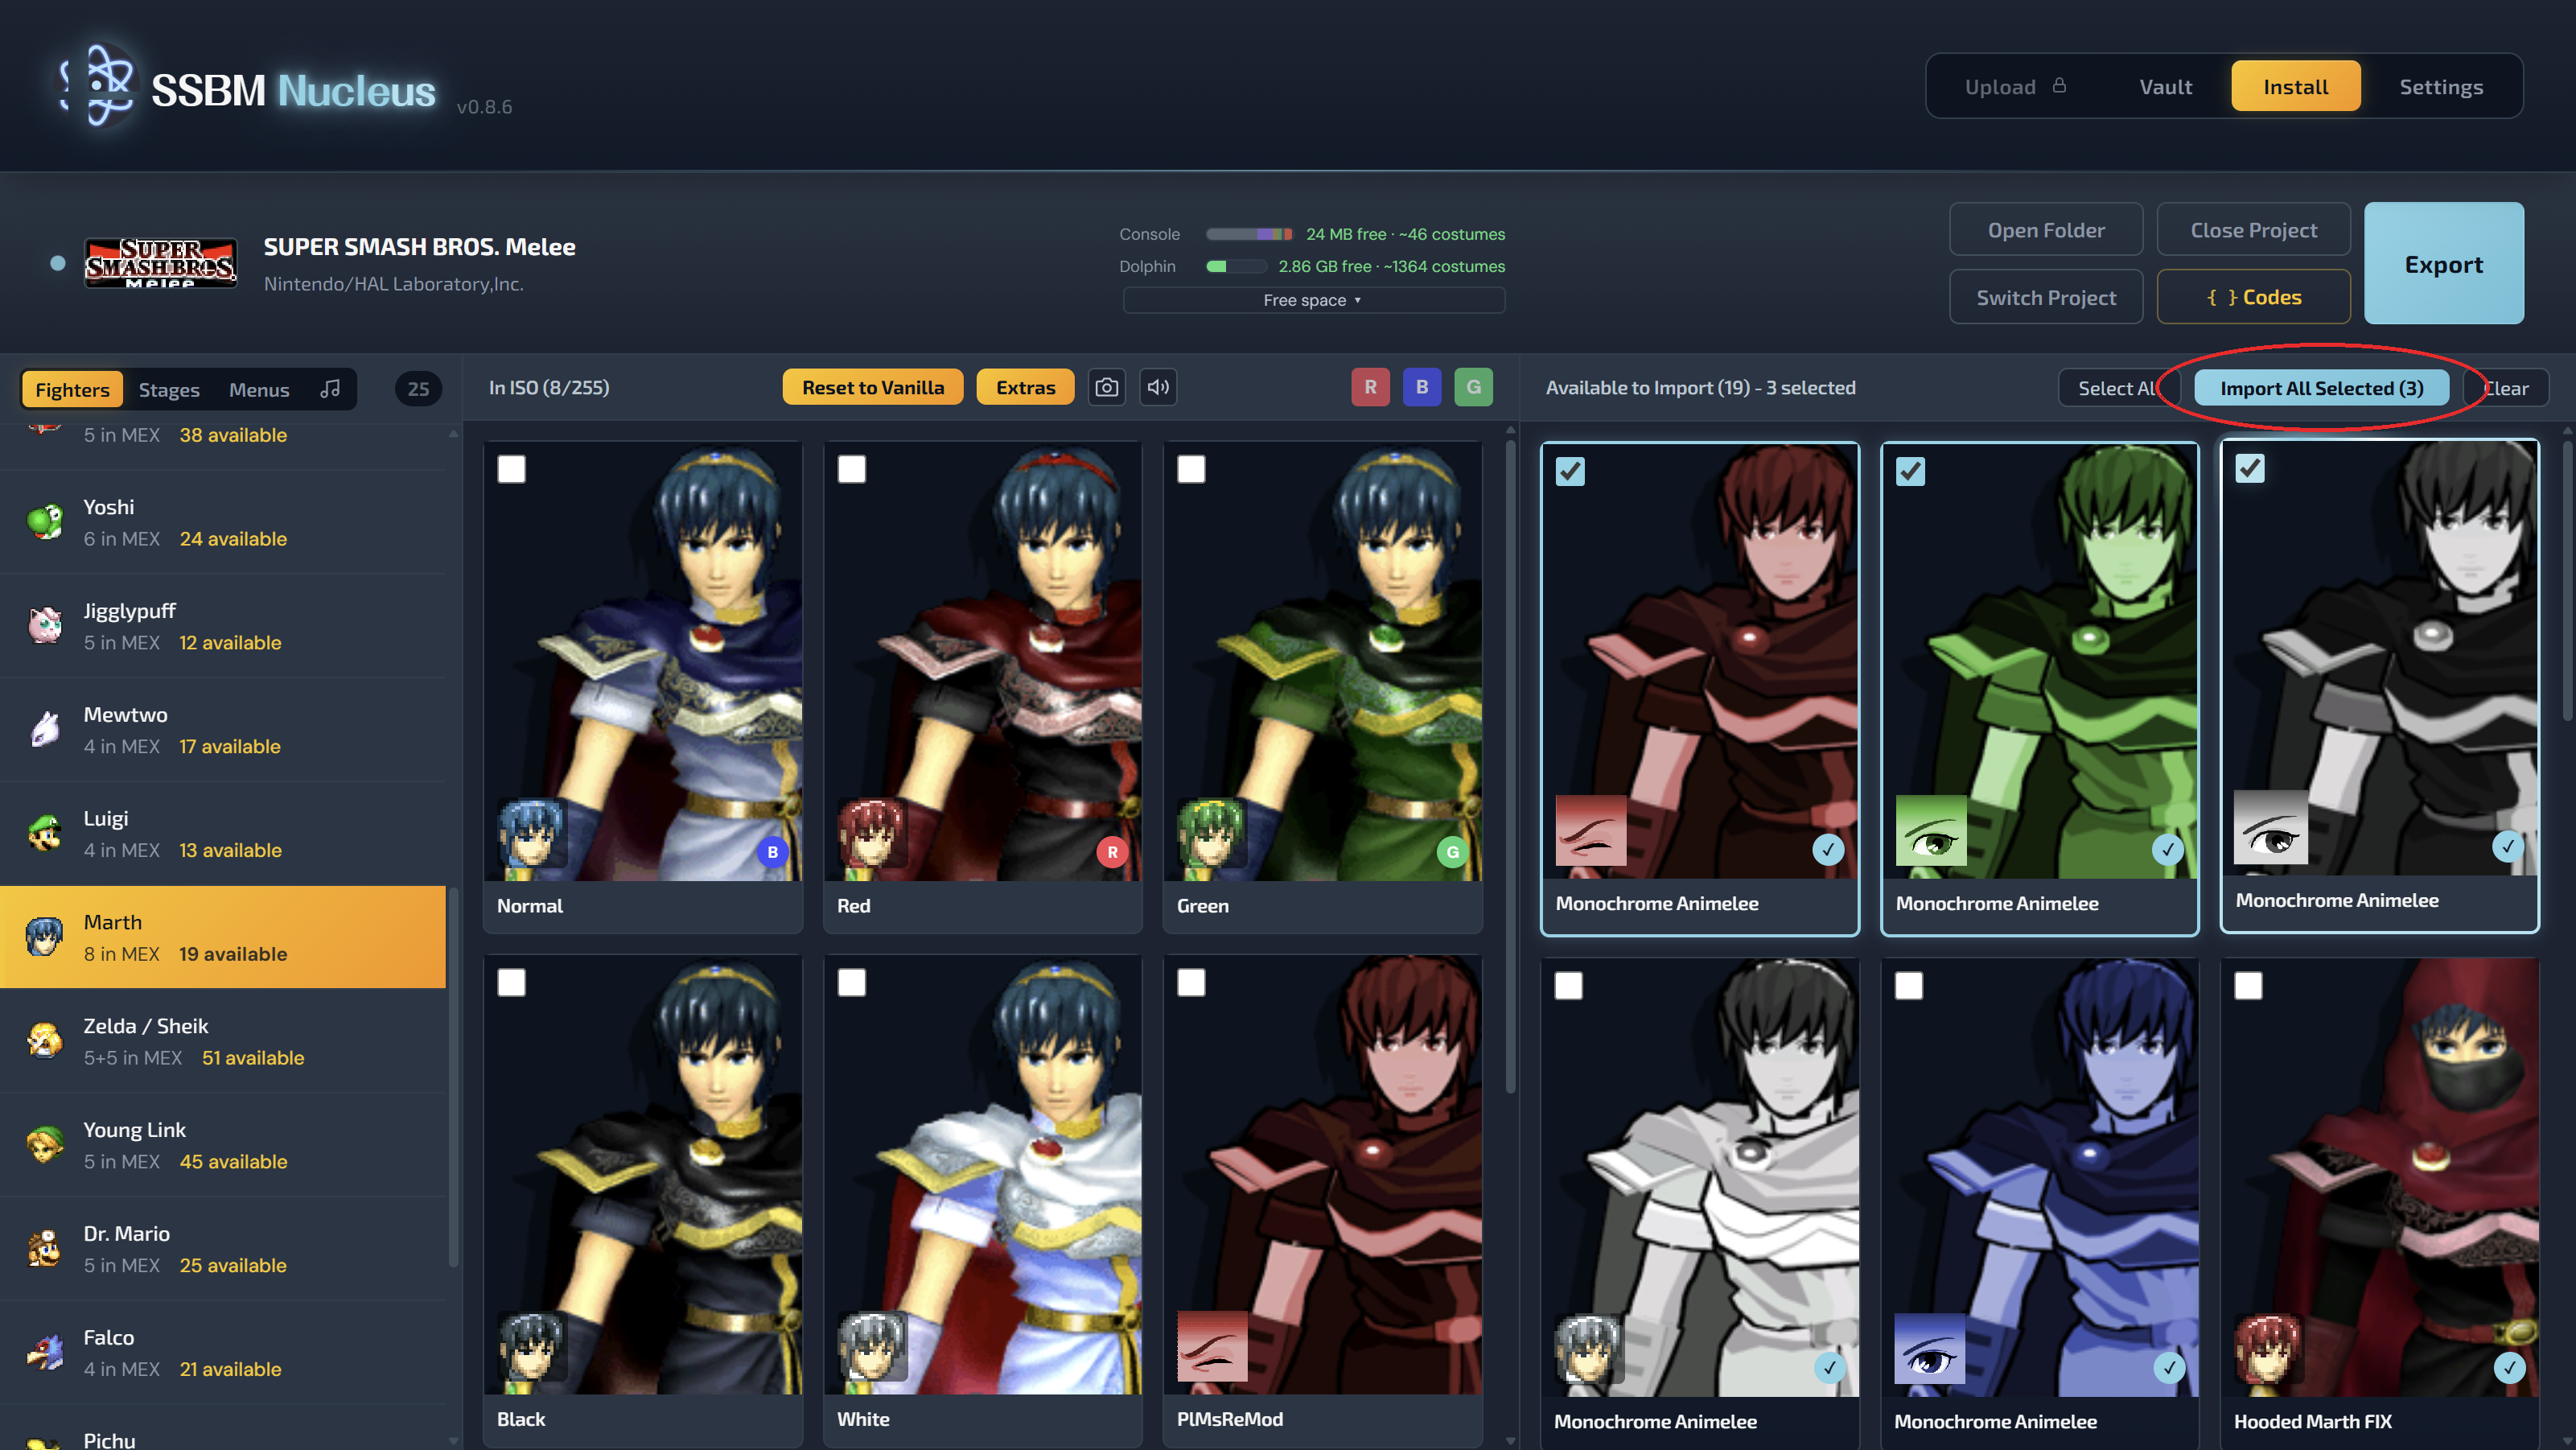 SSBM Nucleus v0.8.6
Upload
Vault
Install
Settings
SUPER SMASH BROS. Melee
SUPER SMASH BROS. Melee
Nintendo/HAL Laboratory,Inc.
Console 24 MB free · ~46 costumes
Dolphin 2.86 GB free · ~1364 costumes
Free space ▾
Open Folder
Close Project
Switch Project
{ } Codes
Export
Fighters
Stages
Menus
25
5 in MEX 38 available
Yoshi
6 in MEX 24 available
Jigglypuff
5 in MEX 12 available
Mewtwo
4 in MEX 17 available
Luigi
4 in MEX 13 available
Marth
8 in MEX 19 available
Zelda / Sheik
5+5 in MEX 51 available
Young Link
5 in MEX 45 available
Dr. Mario
5 in MEX 25 available
Falco
4 in MEX 21 available
Pichu
In ISO (8/255)
Reset to Vanilla
Extras
R
B
G
B
Normal
R
Red
G
Green
Black
White
PlMsReMod
Available to Import (19) - 3 selected
Select All
Import All Selected (3)
Clear
Monochrome Animelee
Monochrome Animelee
Monochrome Animelee
Monochrome Animelee
Monochrome Animelee
Hooded Marth FIX